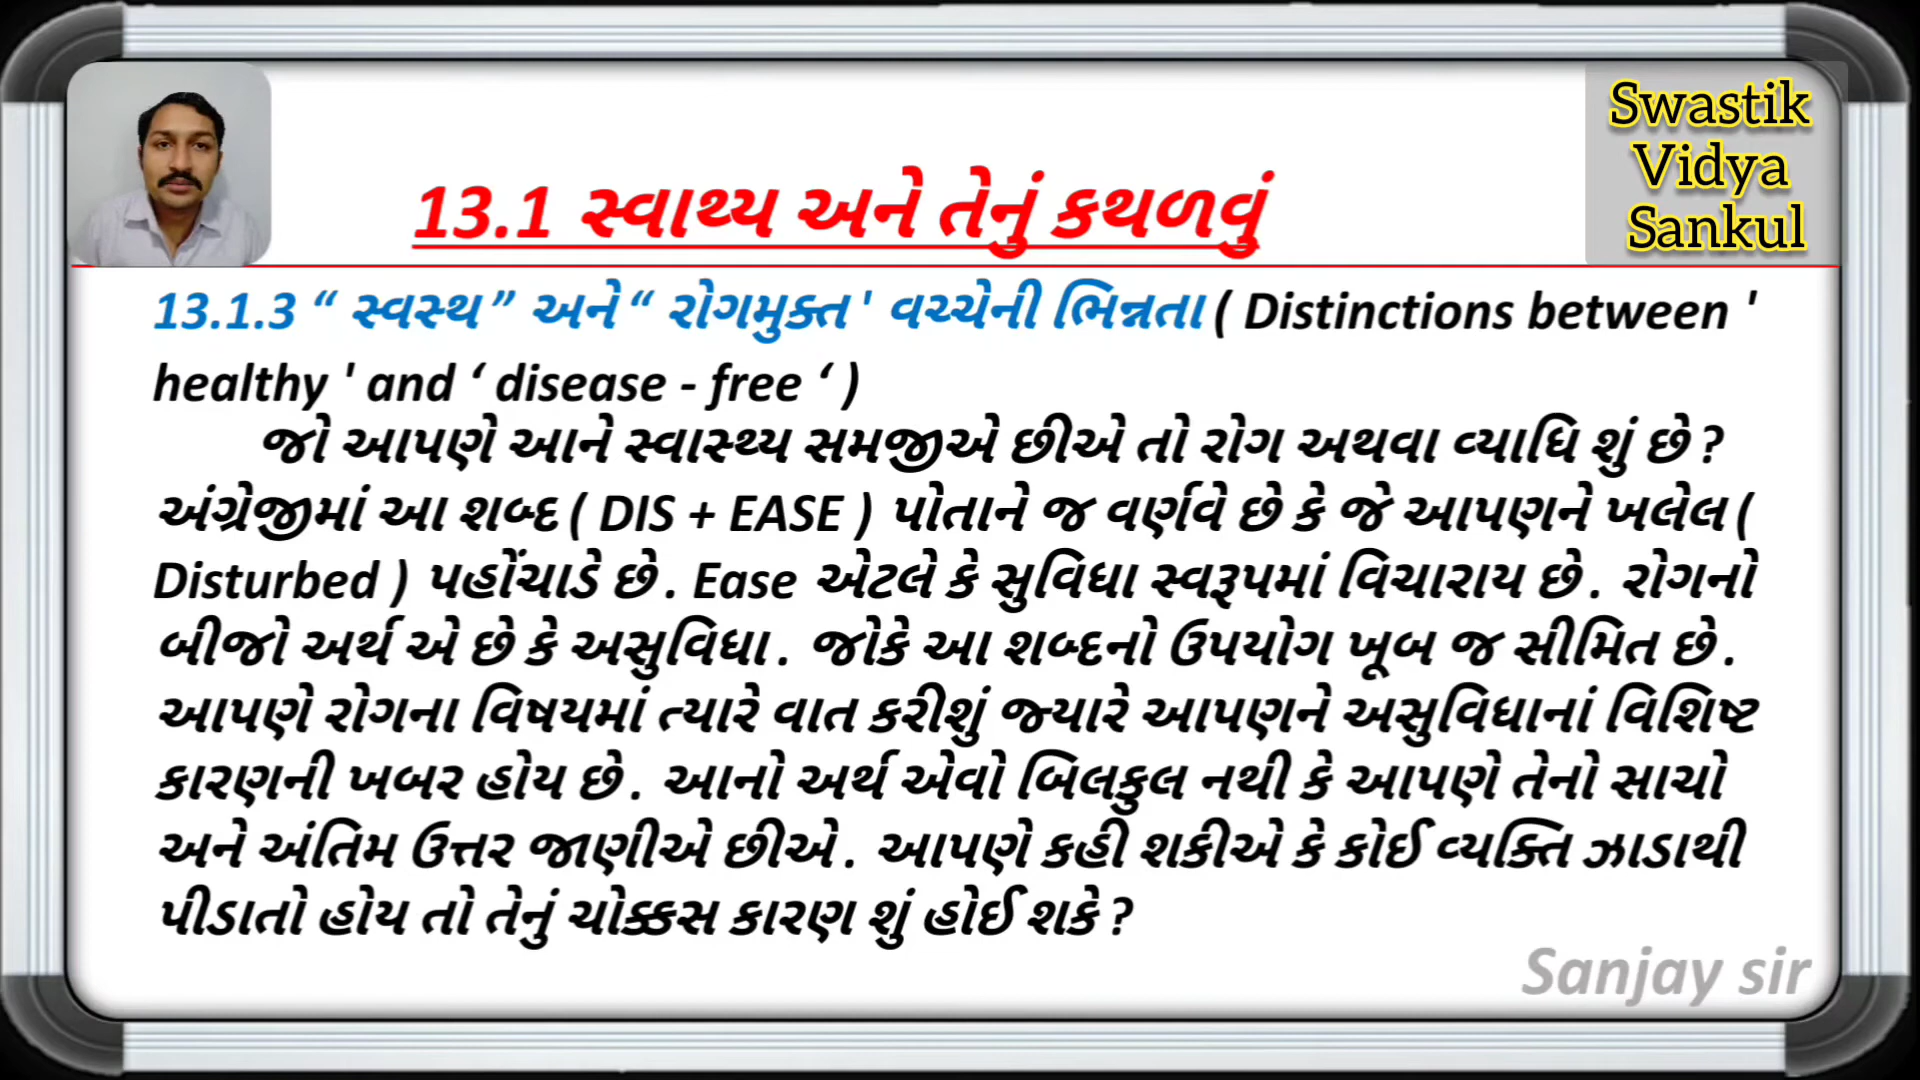 Swastik
Vidya
Sankul
13.1 સ્વાથ્ય અને તેનું કથળવું
13.1.3 “ સ્વસ્થ ” અને “ રોગમુક્ત ' વચ્ચેની ભિન્નતા ( Distinctions between '
healthy ' and ‘ disease - free ‘ )
જો આપણે આને સ્વાસ્થ્ય સમજીએ છીએ તો રોગ અથવા વ્યાધિ શું છે ?
અંગ્રેજીમાં આ શબ્દ ( DIS + EASE ) પોતાને જ વર્ણવે છે કે જે આપણને ખલેલ (
Disturbed ) પહોંચાડે છે . Ease એટલે કે સુવિધા સ્વરૂપમાં વિચારાય છે . રોગનો
બીજો અર્થ એ છે કે અસુવિધા . જોકે આ શબ્દનો ઉપયોગ ખૂબ જ સીમિત છે .
આપણે રોગના વિષયમાં ત્યારે વાત કરીશું જ્યારે આપણને અસુવિધાનાં વિશિષ્ટ
કારણની ખબર હોય છે . આનો અર્થ એવો બિલકુલ નથી કે આપણે તેનો સાચો
અને અંતિમ ઉત્તર જાણીએ છીએ . આપણે કહી શકીએ કે કોઈ વ્યક્તિ ઝાડાથી
પીડાતો હોય તો તેનું ચોક્કસ કારણ શું હોઈ શકે ?
Sanjay sir